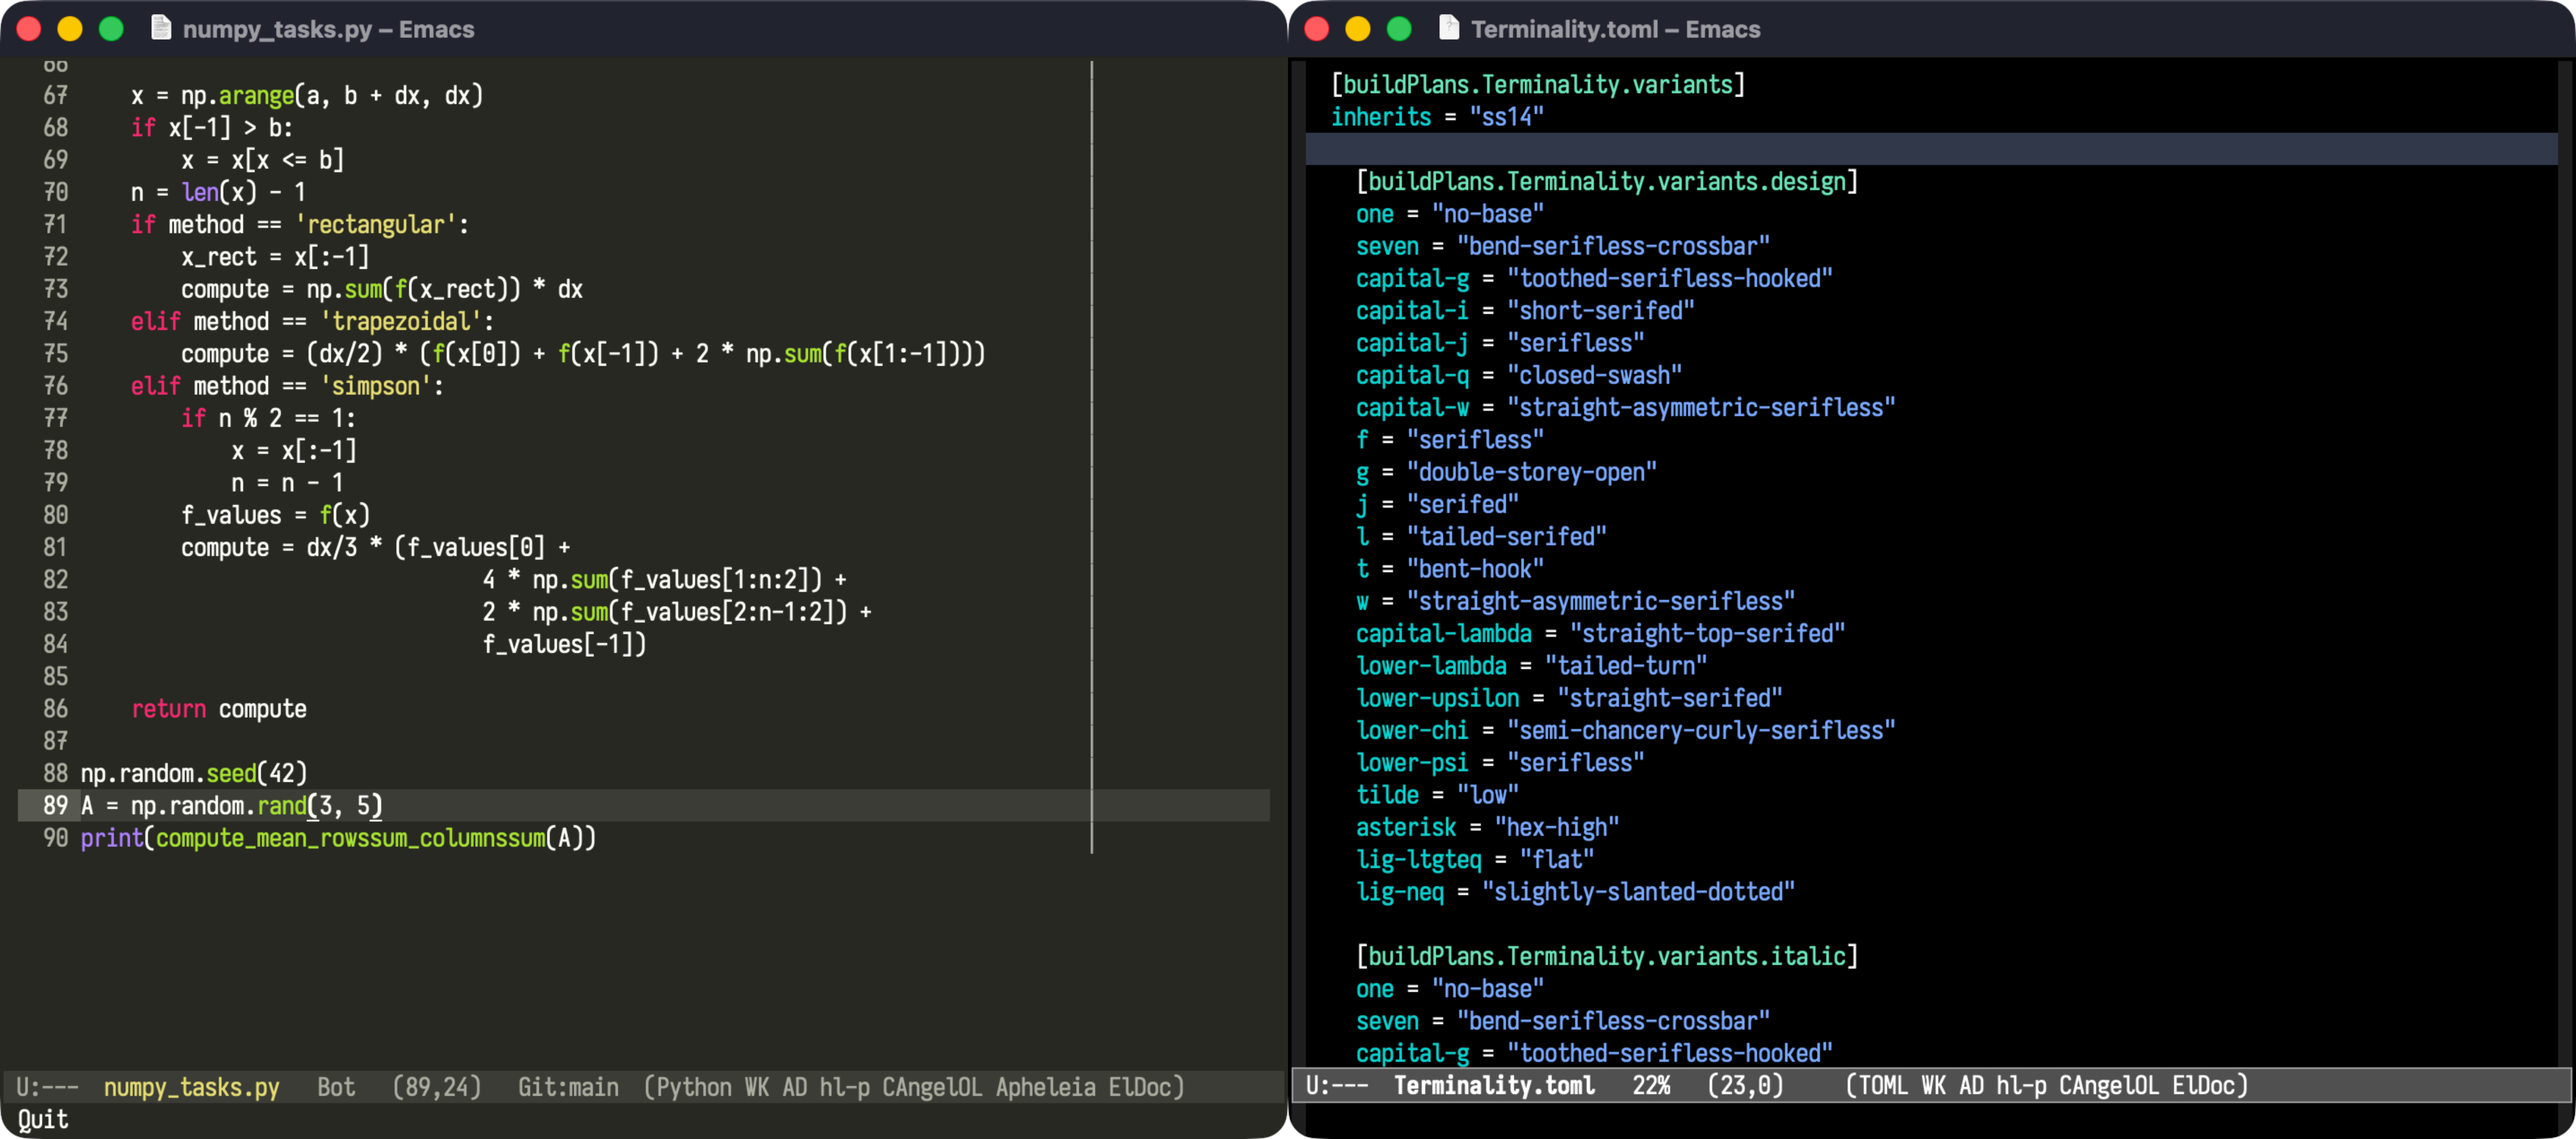 numpy_tasks.py – Emacs
66
67     x = np.arange(a, b + dx, dx)
68     if x[-1] > b:
69         x = x[x <= b]
70     n = len(x) - 1
71     if method == 'rectangular':
72         x_rect = x[:-1]
73         compute = np.sum(f(x_rect)) * dx
74     elif method == 'trapezoidal':
75         compute = (dx/2) * (f(x[0]) + f(x[-1]) + 2 * np.sum(f(x[1:-1])))
76     elif method == 'simpson':
77         if n % 2 == 1:
78             x = x[:-1]
79             n = n - 1
80         f_values = f(x)
81         compute = dx/3 * (f_values[0] +
82                                 4 * np.sum(f_values[1:n:2]) +
83                                 2 * np.sum(f_values[2:n-1:2]) +
84                                 f_values[-1])
85
86     return compute
87
88 np.random.seed(42)
89 A = np.random.rand(3, 5)
90 print(compute_mean_rowssum_columnssum(A))
U:---  numpy_tasks.py   Bot   (89,24)   Git:main  (Python WK AD hl-p CAngelOL Apheleia ElDoc)
Quit
Terminality.toml – Emacs
[buildPlans.Terminality.variants]
inherits = "ss14"
  [buildPlans.Terminality.variants.design]
  one = "no-base"
  seven = "bend-serifless-crossbar"
  capital-g = "toothed-serifless-hooked"
  capital-i = "short-serifed"
  capital-j = "serifless"
  capital-q = "closed-swash"
  capital-w = "straight-asymmetric-serifless"
  f = "serifless"
  g = "double-storey-open"
  j = "serifed"
  l = "tailed-serifed"
  t = "bent-hook"
  w = "straight-asymmetric-serifless"
  capital-lambda = "straight-top-serifed"
  lower-lambda = "tailed-turn"
  lower-upsilon = "straight-serifed"
  lower-chi = "semi-chancery-curly-serifless"
  lower-psi = "serifless"
  tilde = "low"
  asterisk = "hex-high"
  lig-ltgteq = "flat"
  lig-neq = "slightly-slanted-dotted"
  [buildPlans.Terminality.variants.italic]
  one = "no-base"
  seven = "bend-serifless-crossbar"
  capital-g = "toothed-serifless-hooked"
U:---  Terminality.toml   22%   (23,0)     (TOML WK AD hl-p CAngelOL ElDoc)